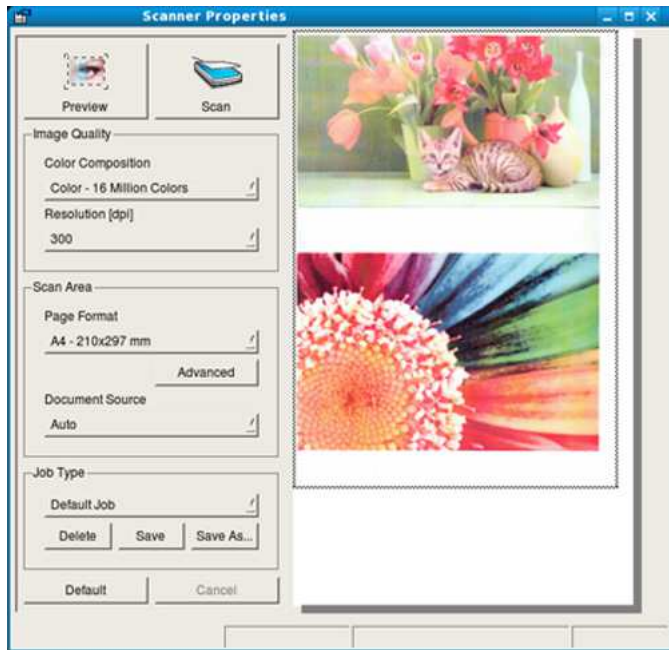 Scanner Properties
Preview Scan
Image Quality
Color Composition
Color - 16 Million Colors
Resolution [dpi]
300
Scan Area
Page Format
A4 - 210x297 mm
Advanced
Document Source
Auto
Job Type
Default Job
Delete Save Save As...
Default Cancel